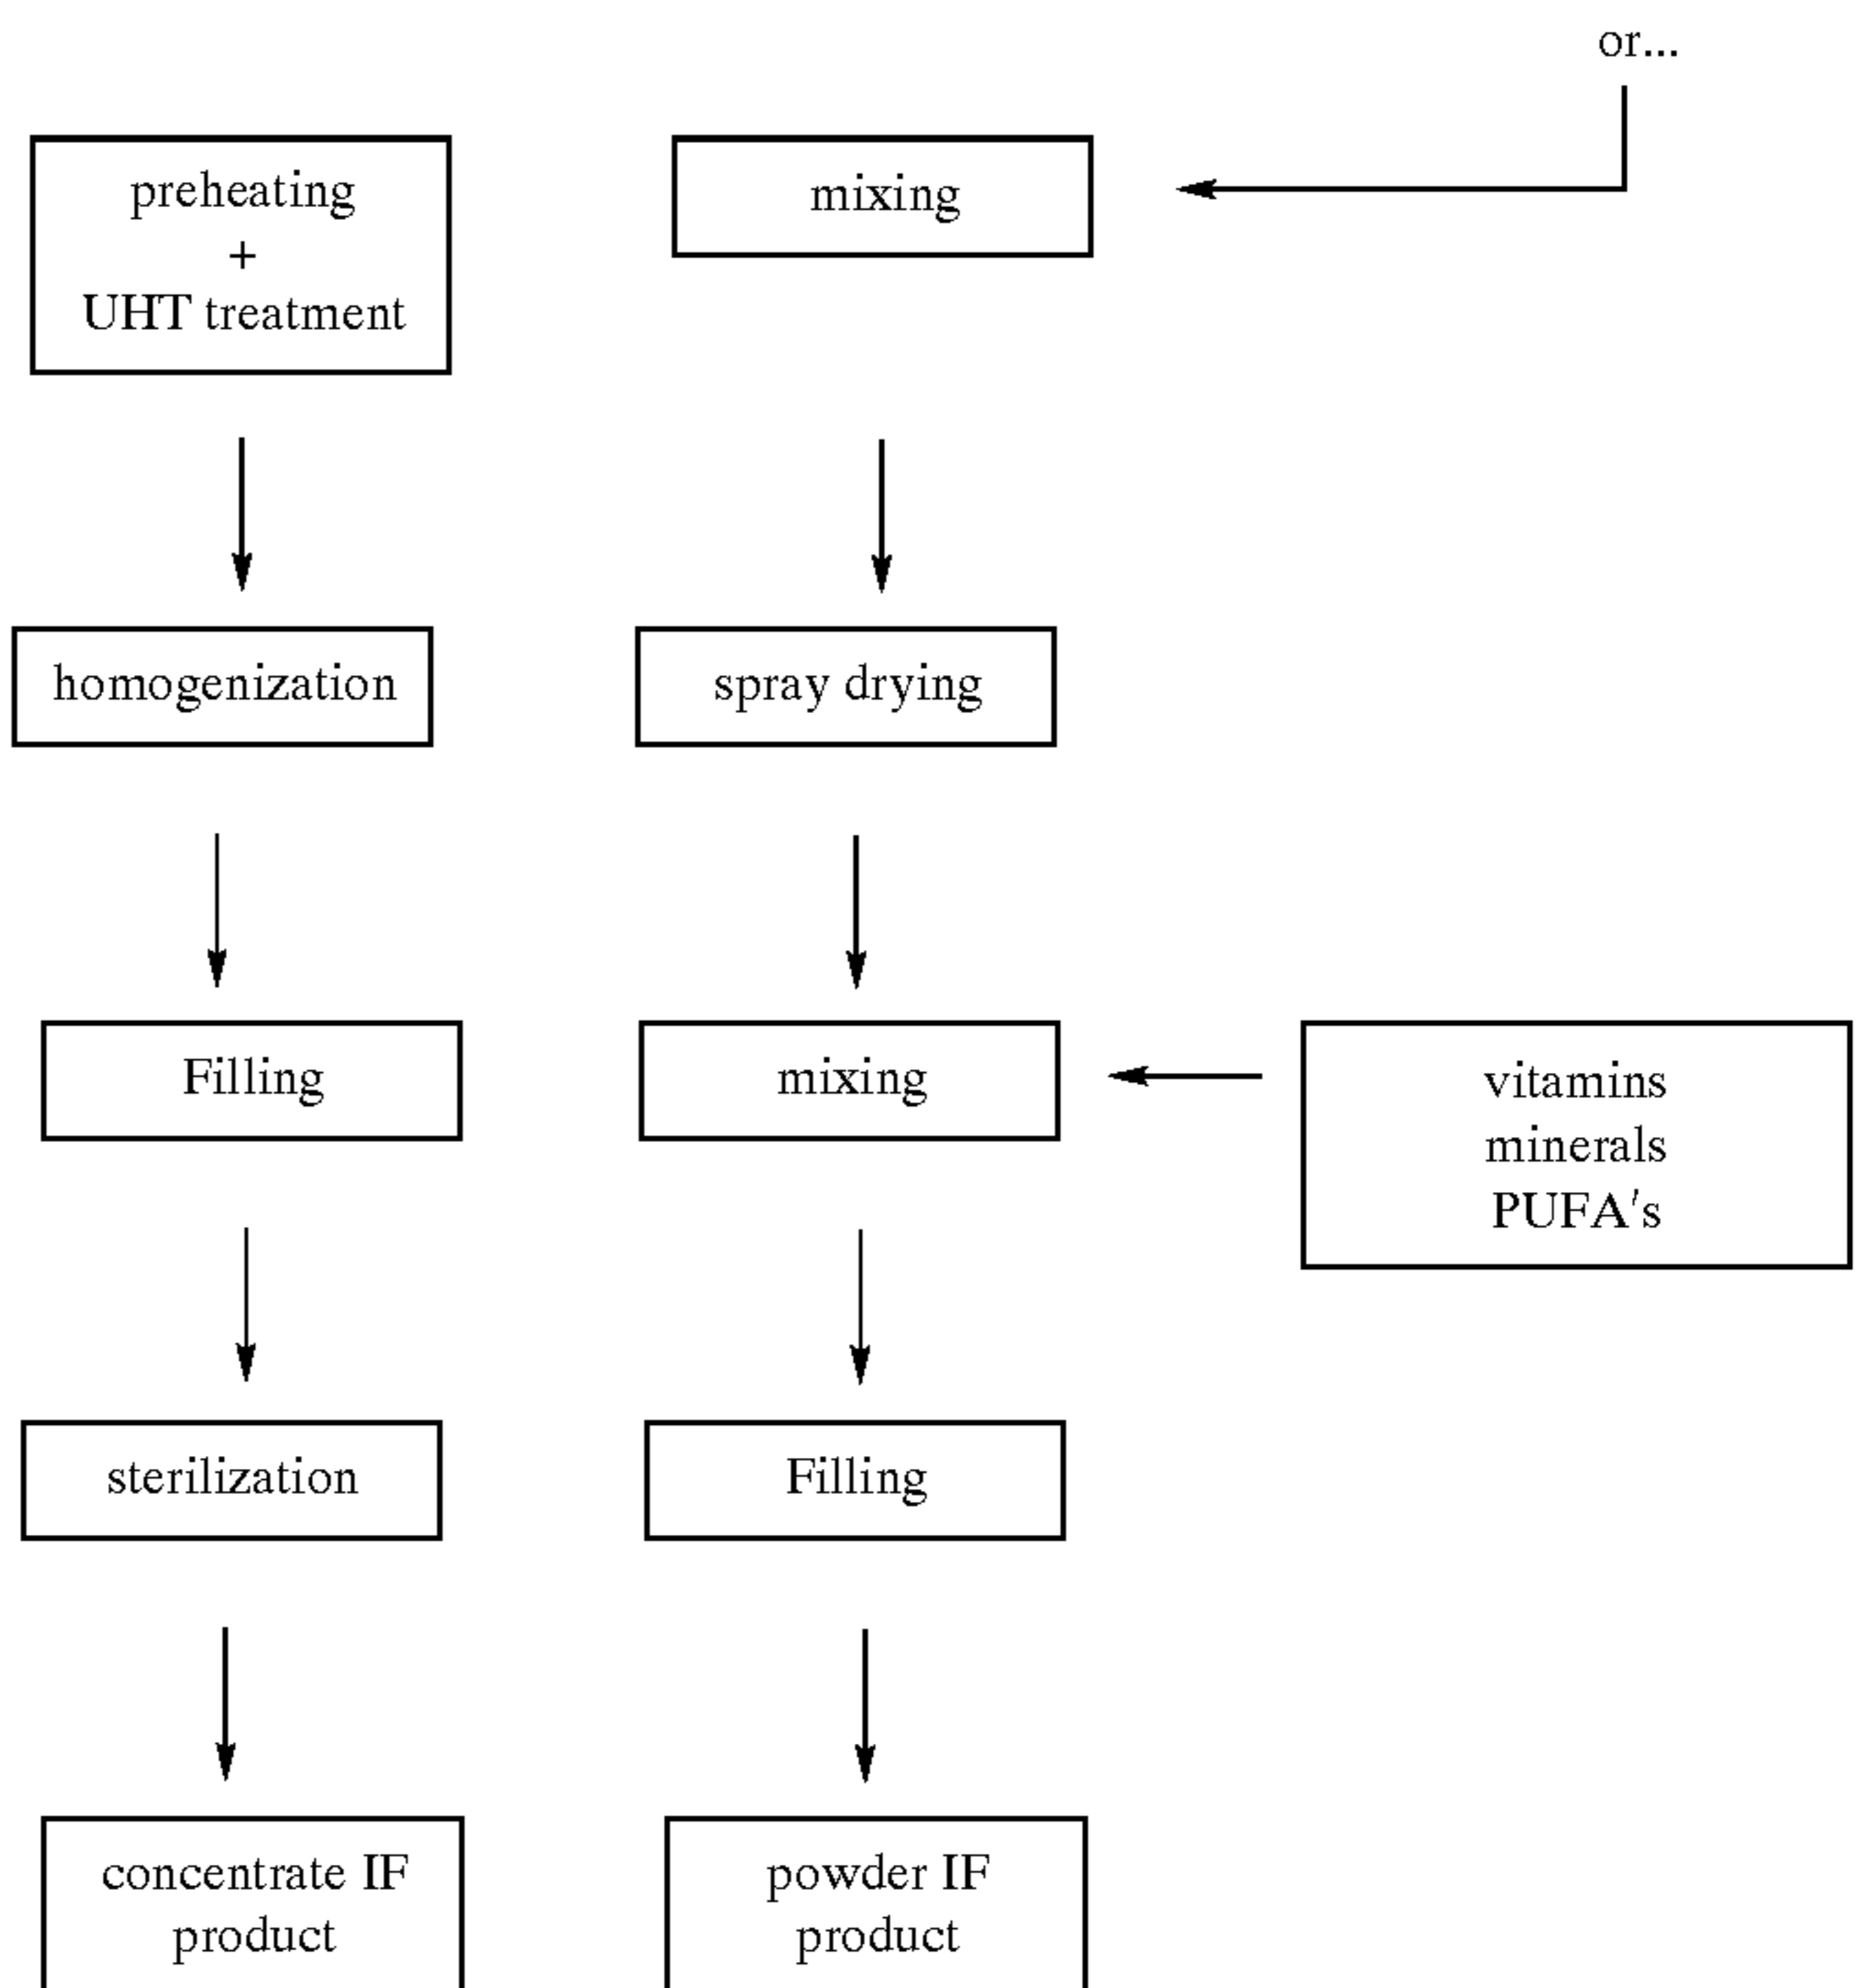 or...
preheating
+
UHT treatment
mixing
homogenization
spray drying
Filling
mixing
vitamins
minerals
PUFA's
sterilization
Filling
concentrate IF
product
powder IF
product